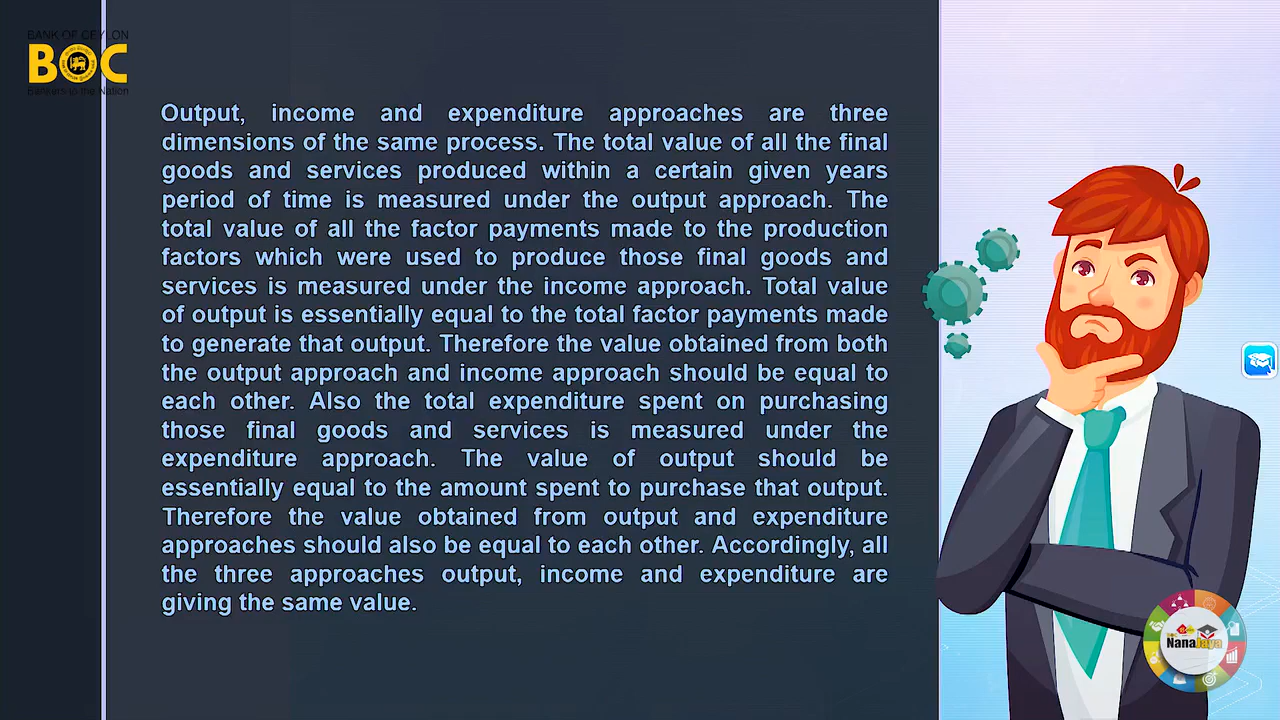 BANK OF CEYLON
BOC
Bankers to the Nation
Output, income and expenditure approaches are three
dimensions of the same process. The total value of all the final
goods and services produced within a certain given years
period of time is measured under the output approach. The
total value of all the factor payments made to the production
factors which were used to produce those final goods and
services is measured under the income approach. Total value
of output is essentially equal to the total factor payments made
to generate that output. Therefore the value obtained from both
the output approach and income approach should be equal to
each other. Also the total expenditure spent on purchasing
those final goods and services is measured under the
expenditure approach. The value of output should be
essentially equal to the amount spent to purchase that output.
Therefore the value obtained from output and expenditure
approaches should also be equal to each other. Accordingly, all
the three approaches output, income and expenditure are
giving the same value.
NanaJaya